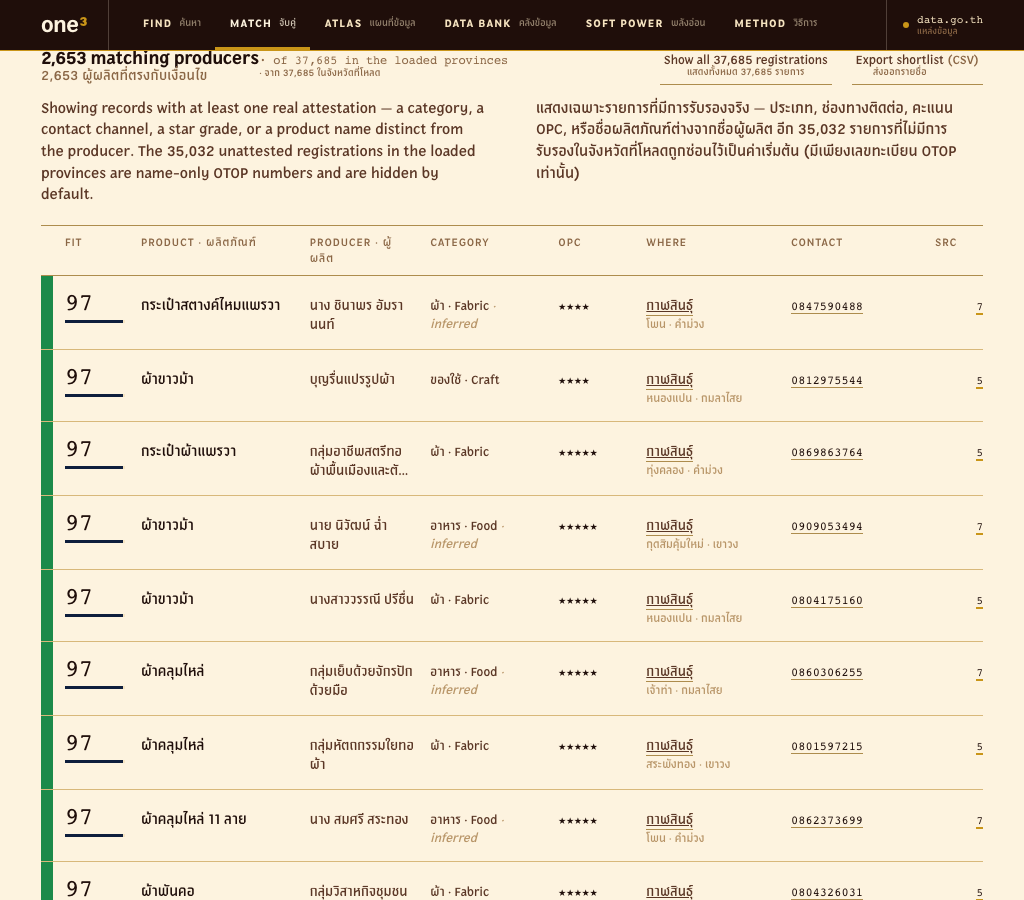 one³
FIND ค้นหา
MATCH จับคู่
ATLAS แผนที่ข้อมูล
DATA BANK คลังข้อมูล
SOFT POWER พลังอ่อน
METHOD วิธีการ
data.go.th
แหล่งข้อมูล
2,653 matching producers · of 37,685 in the loaded provinces
2,653 ผู้ผลิตที่ตรงกับเงื่อนไข · จาก 37,685 ในจังหวัดที่โหลด
Show all 37,685 registrations
แสดงทั้งหมด 37,685 รายการ
Export shortlist (CSV)
ส่งออกรายชื่อ
Showing records with at least one real attestation — a category, a
contact channel, a star grade, or a product name distinct from
the producer. The 35,032 unattested registrations in the loaded
provinces are name-only OTOP numbers and are hidden by
default.
แสดงเฉพาะรายการที่มีการรับรองจริง — ประเภท, ช่องทางติดต่อ, คะแนน
OPC, หรือชื่อผลิตภัณฑ์ต่างจากชื่อผู้ผลิต อีก 35,032 รายการที่ไม่มีการ
รับรองในจังหวัดที่โหลดถูกซ่อนไว้เป็นค่าเริ่มต้น (มีเพียงเลขทะเบียน OTOP
เท่านั้น)
FIT PRODUCT · ผลิตภัณฑ์ PRODUCER · ผู้ CATEGORY OPC WHERE CONTACT SRC
ผลิต
97 กระเป๋าสตางค์ไหมแพรวา นาง ชินาพร อัมรา ผ้า · Fabric · ★★★★ กาฬสินธุ์ 0847590488 7
นนท์ inferred โพน · คำม่วง
97 ผ้าขาวม้า บุญรื่นแปรรูปผ้า ของใช้ · Craft ★★★★ กาฬสินธุ์ 0812975544 5
หนองแปน · กมลาไสย
97 กระเป๋าผ้าแพรวา กลุ่มอาชีพสตรีทอ ผ้า · Fabric ★★★★★ กาฬสินธุ์ 0869863764 5
ผ้าพื้นเมืองและตั... ทุ่งคลอง · คำม่วง
97 ผ้าขาวม้า นาย นิวัฒน์ ฉ่ำ อาหาร · Food · ★★★★★ กาฬสินธุ์ 0909053494 7
สบาย inferred กุดสิมคุ้มใหม่ · เขาวง
97 ผ้าขาวม้า นางสาววรรณี ปรีชื่น ผ้า · Fabric ★★★★★ กาฬสินธุ์ 0804175160 5
หนองแปน · กมลาไสย
97 ผ้าคลุมไหล่ กลุ่มเย็บด้วยจักรปัก อาหาร · Food · ★★★★★ กาฬสินธุ์ 0860306255 7
ด้วยมือ inferred เจ้าท่า · กมลาไสย
97 ผ้าคลุมไหล่ กลุ่มหัตถกรรมใยทอ ผ้า · Fabric ★★★★★ กาฬสินธุ์ 0801597215 5
ผ้า สระพังทอง · เขาวง
97 ผ้าคลุมไหล่ 11 ลาย นาง สมศรี สระทอง อาหาร · Food · ★★★★★ กาฬสินธุ์ 0862373699 7
inferred โพน · คำม่วง
97 ผ้าพันคอ กลุ่มวิสาหกิจชุมชน ผ้า · Fabric ★★★★★ กาฬสินธุ์ 0804326031 5